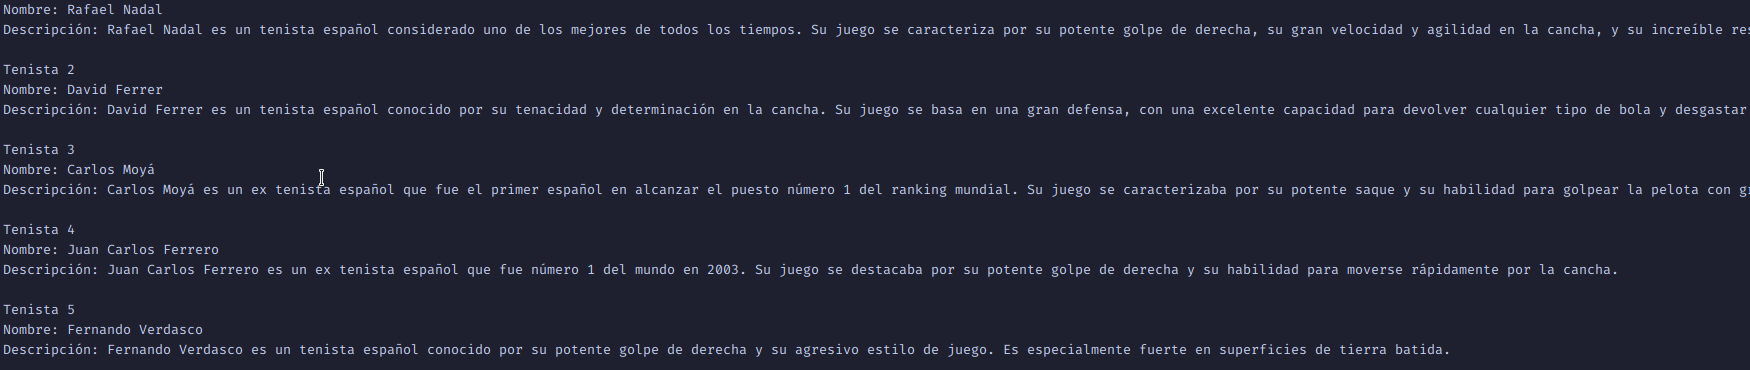 Nombre: Rafael Nadal
Descripción: Rafael Nadal es un tenista español considerado uno de los mejores de todos los tiempos. Su juego se caracteriza por su potente golpe de derecha, su gran velocidad y agilidad en la cancha, y su increíble
Tenista 2
Nombre: David Ferrer
Descripción: David Ferrer es un tenista español conocido por su tenacidad y determinación en la cancha. Su juego se basa en una gran defensa, con una excelente capacidad para devolver cualquier tipo de bola y desgastar
Tenista 3
Nombre: Carlos Moyá
Descripción: Carlos Moyá es un ex tenista español que fue el primer español en alcanzar el puesto número 1 del ranking mundial. Su juego se caracterizaba por su potente saque y su habilidad para golpear la pelota con
Tenista 4
Nombre: Juan Carlos Ferrero
Descripción: Juan Carlos Ferrero es un ex tenista español que fue número 1 del mundo en 2003. Su juego se destacaba por su potente golpe de derecha y su habilidad para moverse rápidamente por la cancha.
Tenista 5
Nombre: Fernando Verdasco
Descripción: Fernando Verdasco es un tenista español conocido por su potente golpe de derecha y su agresivo estilo de juego. Es especialmente fuerte en superficies de tierra batida.